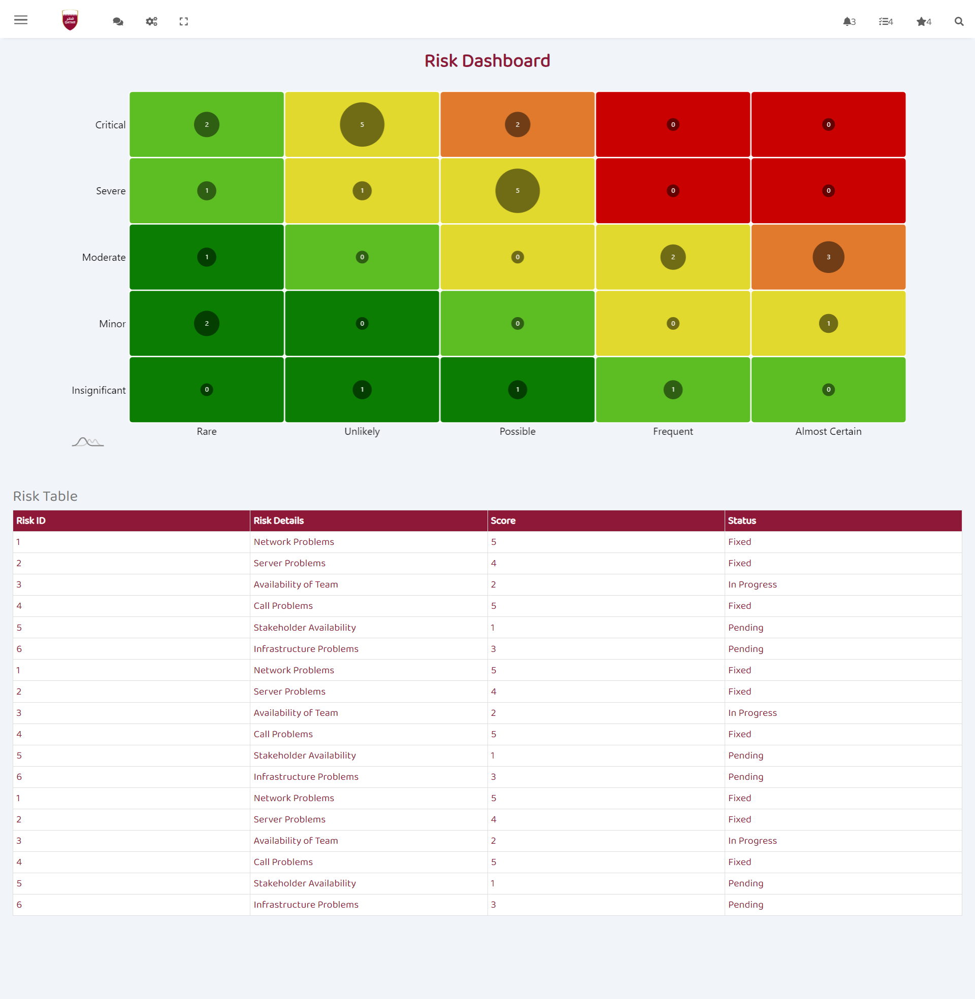 قطر
QATAR
3
4
4
Risk Dashboard
Critical 2 5 2 0 0
Severe 1 1 5 0 0
Moderate 1 0 0 2 3
Minor 2 0 0 0 1
Insignificant 0 1 1 1 0
Rare Unlikely Possible Frequent Almost Certain
Risk Table
Risk ID Risk Details Score Status
1 Network Problems 5 Fixed
2 Server Problems 4 Fixed
3 Availability of Team 2 In Progress
4 Call Problems 5 Fixed
5 Stakeholder Availability 1 Pending
6 Infrastructure Problems 3 Pending
1 Network Problems 5 Fixed
2 Server Problems 4 Fixed
3 Availability of Team 2 In Progress
4 Call Problems 5 Fixed
5 Stakeholder Availability 1 Pending
6 Infrastructure Problems 3 Pending
1 Network Problems 5 Fixed
2 Server Problems 4 Fixed
3 Availability of Team 2 In Progress
4 Call Problems 5 Fixed
5 Stakeholder Availability 1 Pending
6 Infrastructure Problems 3 Pending